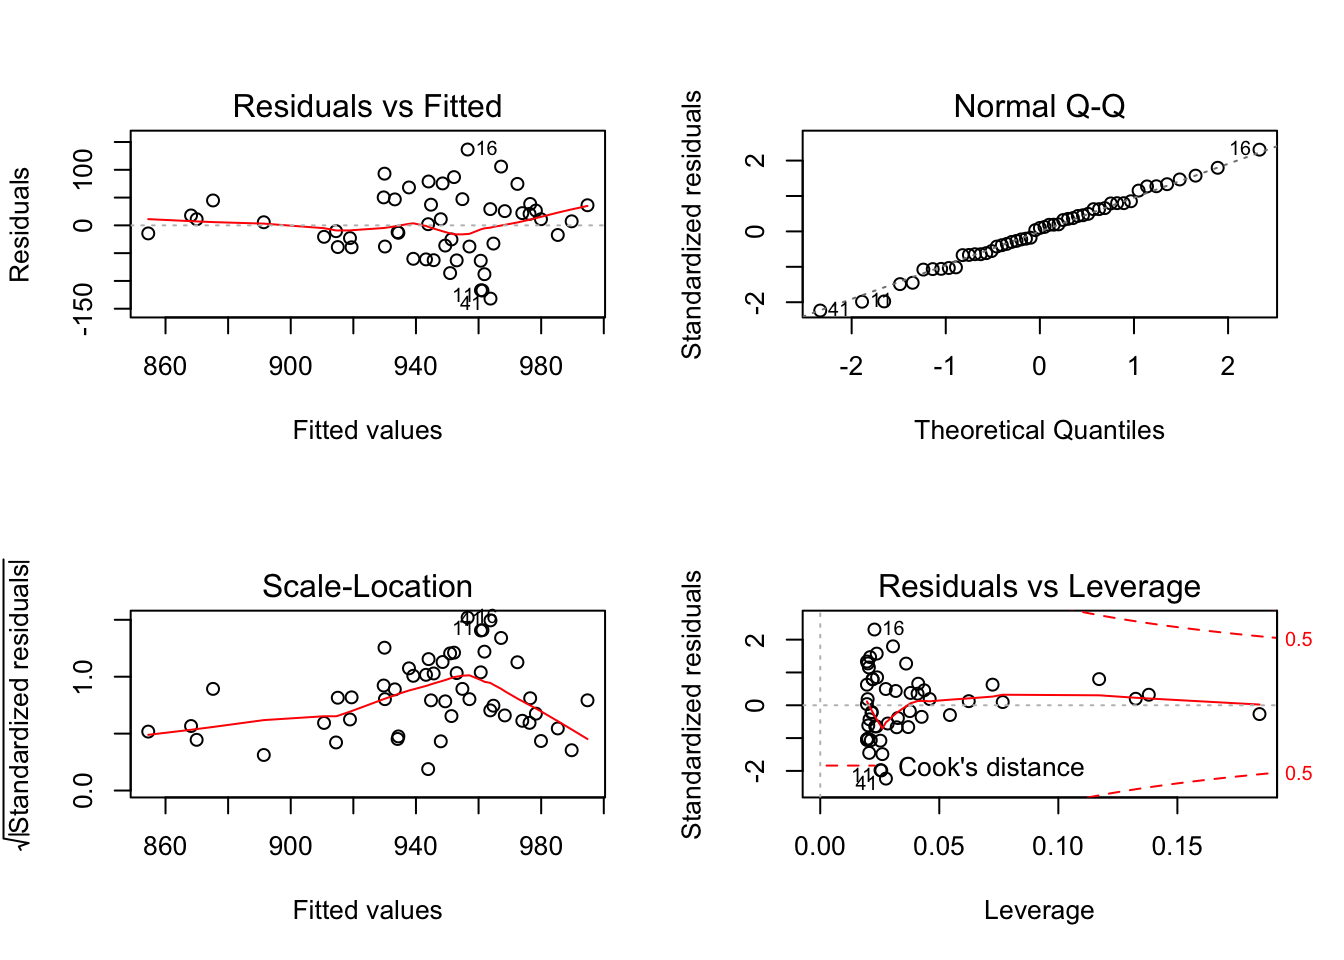 Residuals vs Fitted
Residuals
100
0
-150
16
11
41
860 900 940 980
Fitted values
Normal Q-Q
Standardized residuals
2
0
-2
16
41
11
-2 -1 0 1 2
Theoretical Quantiles
Scale-Location
√|Standardized residuals|
1.0
0.0
41
16
11
860 900 940 980
Fitted values
Residuals vs Leverage
Standardized residuals
2
0
-2
16
0.5
Cook's distance
11
41
0.5
0.00 0.05 0.10 0.15
Leverage